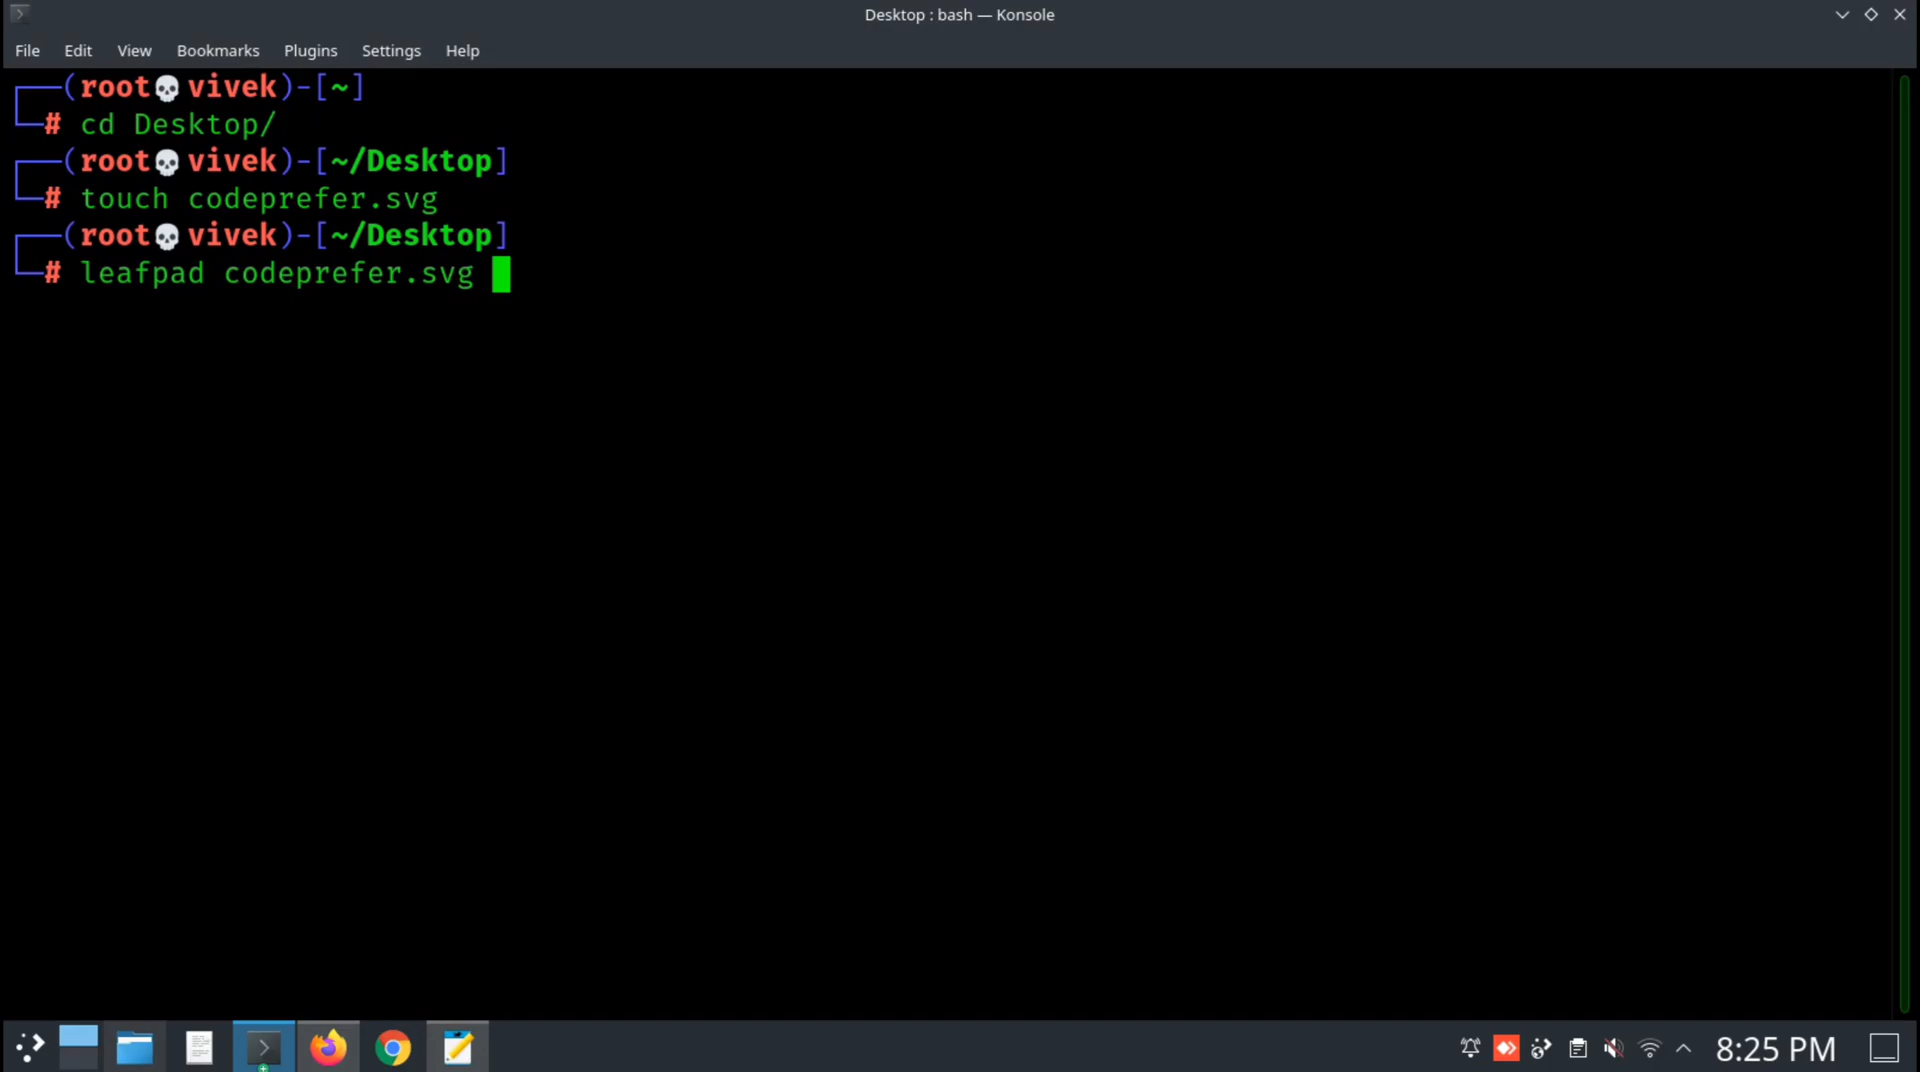 Desktop : bash — Konsole
File Edit View Bookmarks Plugins Settings Help
(root💀vivek)-[~]
# cd Desktop/
(root💀vivek)-[~/Desktop]
# touch codeprefer.svg
(root💀vivek)-[~/Desktop]
# leafpad codeprefer.svg
8:25 PM